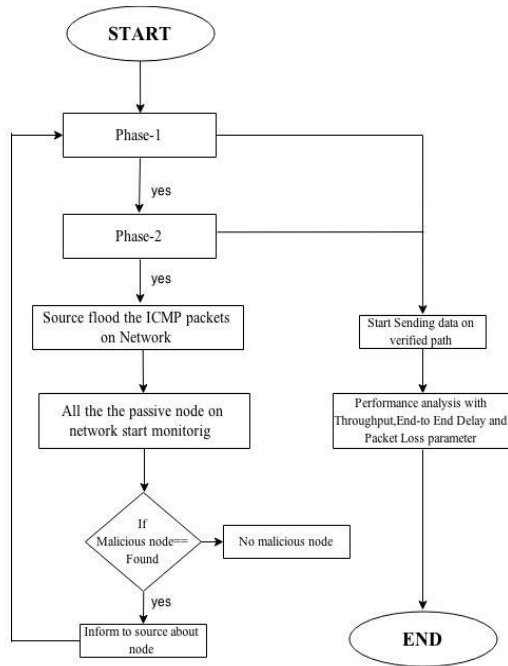 START
Phase-1
yes
Phase-2
yes
Source flood the ICMP packets
on Network
Start Sending data on
verified path
All the the passive node on
network start monitorig
Performance analysis with
Throughput,End-to End Delay and
Packet Loss parameter
If
Malicious node==
Found
No malicious node
yes
Inform to source about
node
END